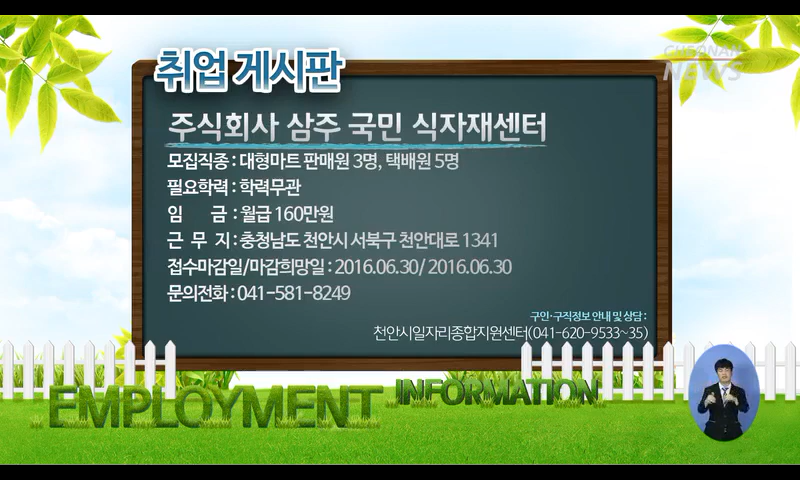 CHEONAN
NEWS
취업 게시판
주식회사 삼주 국민 식자재센터
모집직종 : 대형마트 판매원 3명, 택배원 5명
필요학력 : 학력무관
임 금 : 월급 160만원
근 무 지 : 충청남도 천안시 서북구 천안대로 1341
접수마감일/마감희망일 : 2016.06.30/ 2016.06.30
문의전화 : 041-581-8249
구인·구직정보 안내 및 상담 :
천안시일자리종합지원센터(041-620-9533~35)
EMPLOYMENT INFORMATION